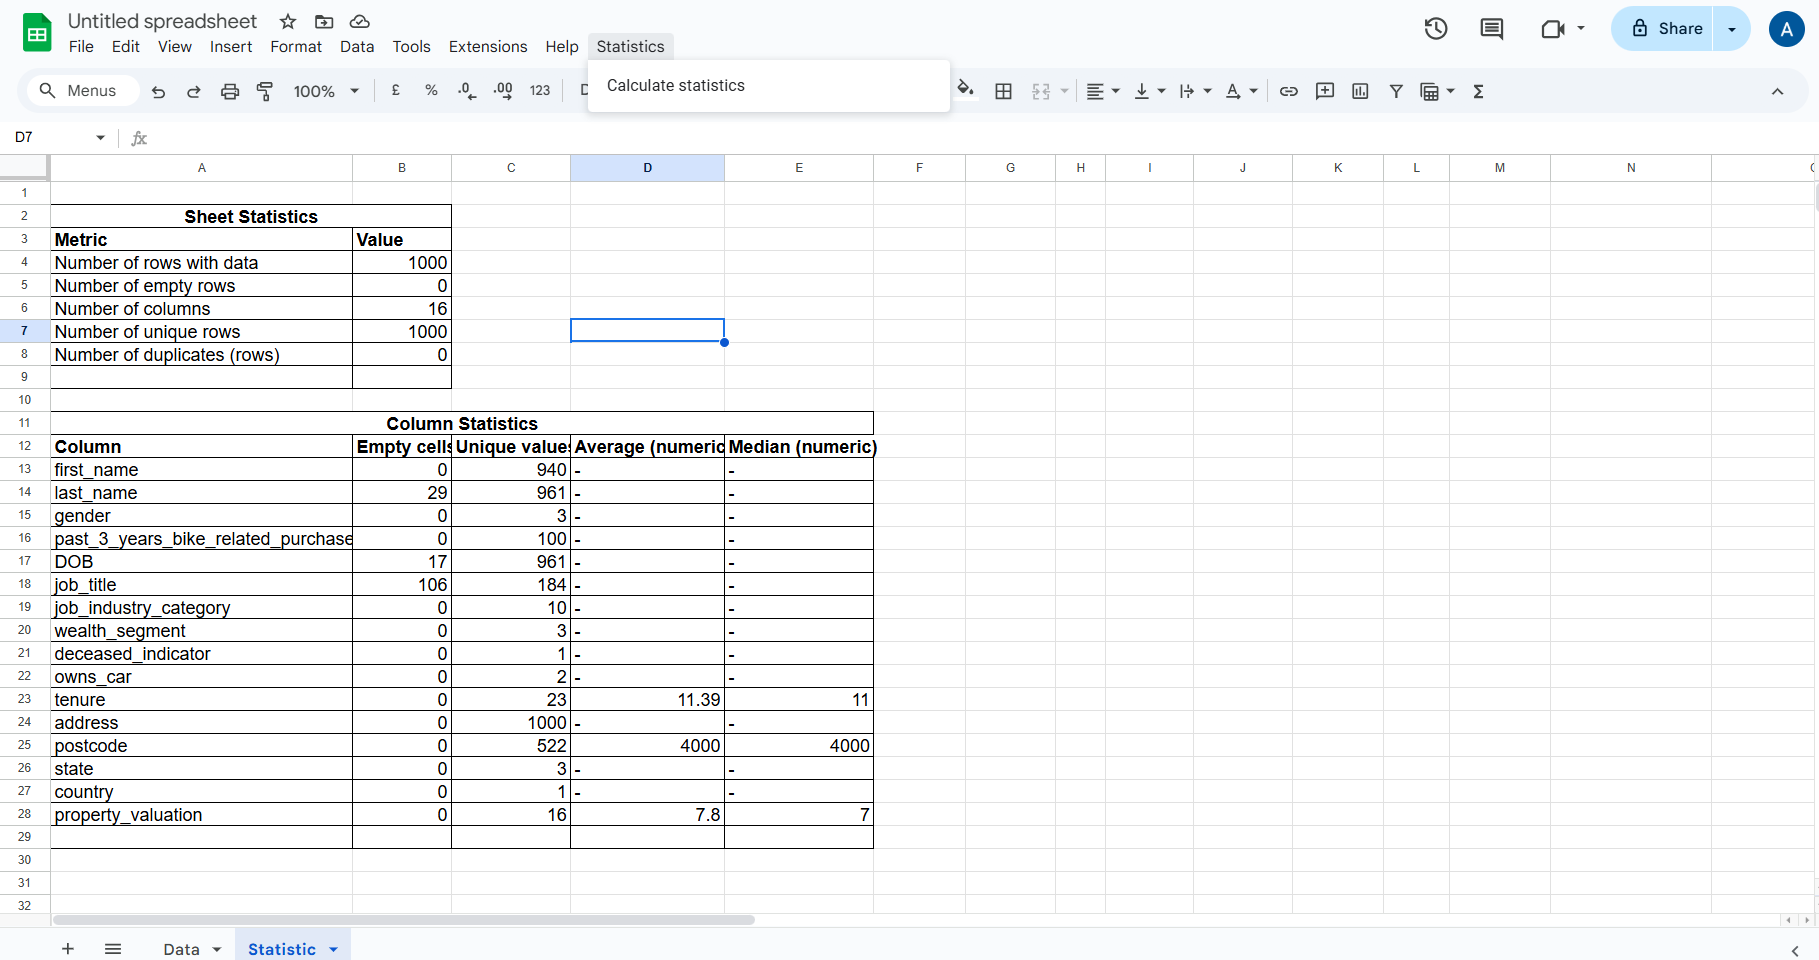 Untitled spreadsheet
File Edit View Insert Format Data Tools Extensions Help Statistics
Share
A
Calculate statistics
Menus
100%
£ % .0 .00 123
D7
fx
A B C D E F G H I J K L M N
1
2 Sheet Statistics
3 Metric Value
4 Number of rows with data 1000
5 Number of empty rows 0
6 Number of columns 16
7 Number of unique rows 1000
8 Number of duplicates (rows) 0
9
10
11 Column Statistics
12 Column Empty cells Unique values Average (numeric Median (numeric)
13 first_name 0 940 - -
14 last_name 29 961 - -
15 gender 0 3 - -
16 past_3_years_bike_related_purchase 0 100 - -
17 DOB 17 961 - -
18 job_title 106 184 - -
19 job_industry_category 0 10 - -
20 wealth_segment 0 3 - -
21 deceased_indicator 0 1 - -
22 owns_car 0 2 - -
23 tenure 0 23 11.39 11
24 address 0 1000 - -
25 postcode 0 522 4000 4000
26 state 0 3 - -
27 country 0 1 - -
28 property_valuation 0 16 7.8 7
29
30
31
32
Data Statistic